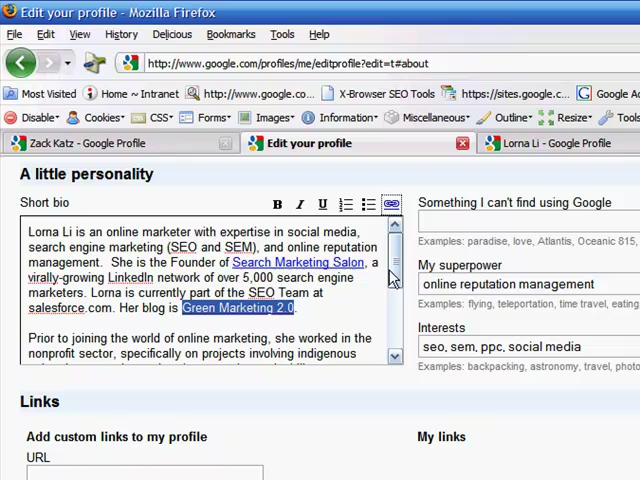 Edit your profile - Mozilla Firefox
File Edit View History Delicious Bookmarks Tools Help
http://www.google.com/profiles/me/editprofile?edit=t#about
Most Visited Home ~ Intranet http://www.google.c... X-Browser SEO Tools https://sites.google.c... Google Ad
Disable Cookies CSS Forms Images Information Miscellaneous Outline Resize Tools
Zack Katz - Google Profile Edit your profile Lorna Li - Google Profile
A little personality
Short bio B I U Something I can't find using Google
Lorna Li is an online marketer with expertise in social media,
search engine marketing (SEO and SEM), and online reputation
management. She is the Founder of Search Marketing Salon, a
virally-growing LinkedIn network of over 5,000 search engine
marketers. Lorna is currently part of the SEO Team at
salesforce.com. Her blog is Green Marketing 2.0.
Prior to joining the world of online marketing, she worked in the
nonprofit sector, specifically on projects involving indigenous
Examples: paradise, love, Atlantis, Oceanic 815,
My superpower
online reputation management
Examples: flying, teleportation, time travel, eating
Interests
seo, sem, ppc, social media
Examples: backpacking, astronomy, travel, photo
Links
Add custom links to my profile My links
URL